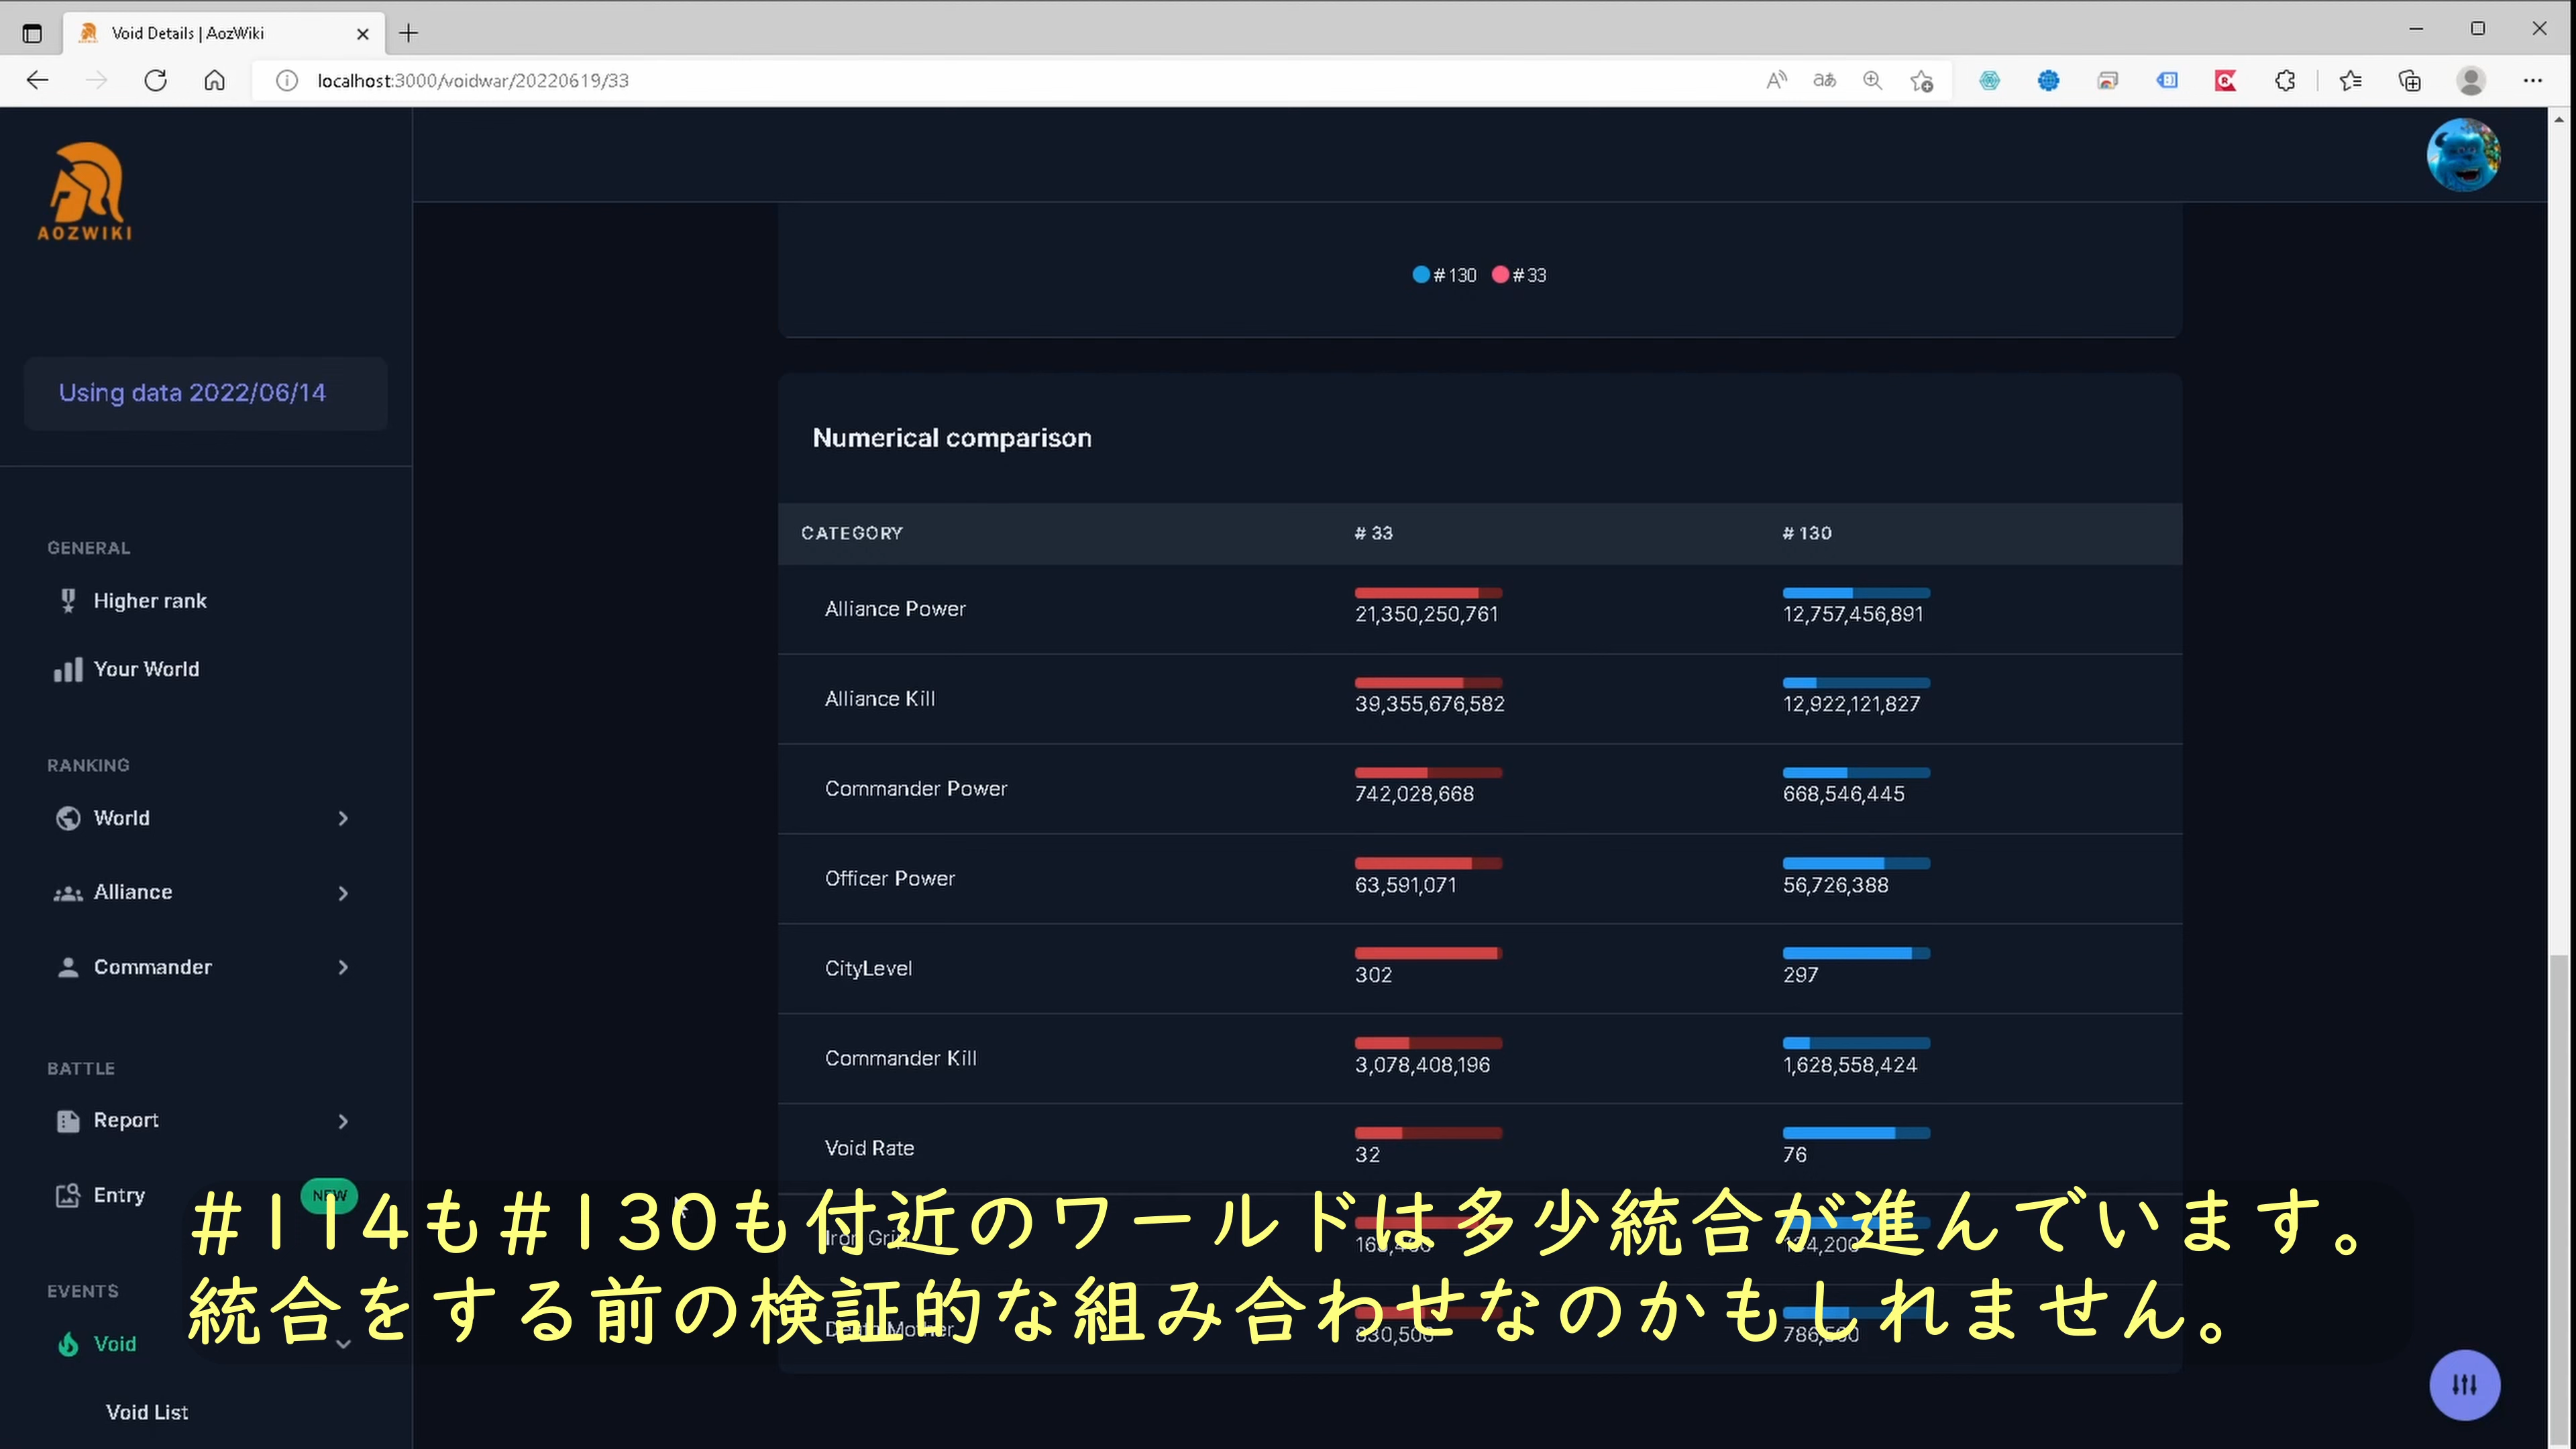 Void Details | AozWiki
localhost:3000/voidwar/20220619/33
AOZWIKI
Using data 2022/06/14
GENERAL
Higher rank
Your World
RANKING
World
Alliance
Commander
BATTLE
Report
Entry NEW
EVENTS
Void
Void List
#130 #33
Numerical comparison
CATEGORY #33 #130
Alliance Power 21,350,250,761 12,757,456,891
Alliance Kill 39,355,676,582 12,922,121,827
Commander Power 742,028,668 668,546,445
Officer Power 63,591,071 56,726,388
CityLevel 302 297
Commander Kill 3,078,408,196 1,628,558,424
Void Rate 32 76
Iron
Death Mother
#114も#130も付近のワールドは多少統合が進んでいます。
統合をする前の検証的な組み合わせなのかもしれません。